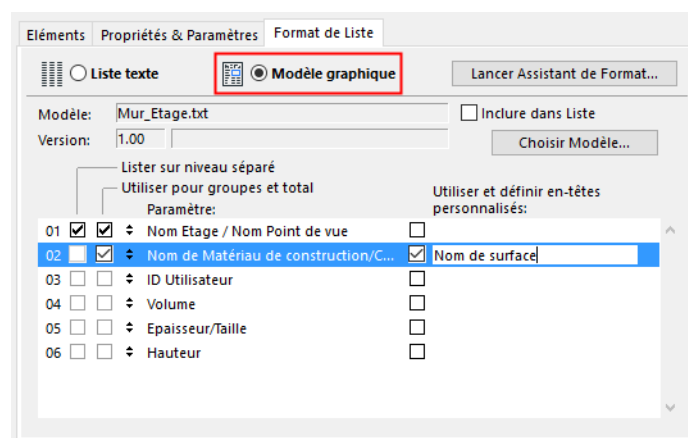 Eléments Propriétés & Paramètres Format de Liste
Liste texte Modèle graphique Lancer Assistant de Format...
Modèle: Mur_Etage.txt Inclure dans Liste
Version: 1.00 Choisir Modèle...
Lister sur niveau séparé
Utiliser pour groupes et total Utiliser et définir en-têtes
Paramètre: personnalisés:
01 Nom Etage / Nom Point de vue
02 Nom de Matériau de construction/C... Nom de surface
03 ID Utilisateur
04 Volume
05 Epaisseur/Taille
06 Hauteur